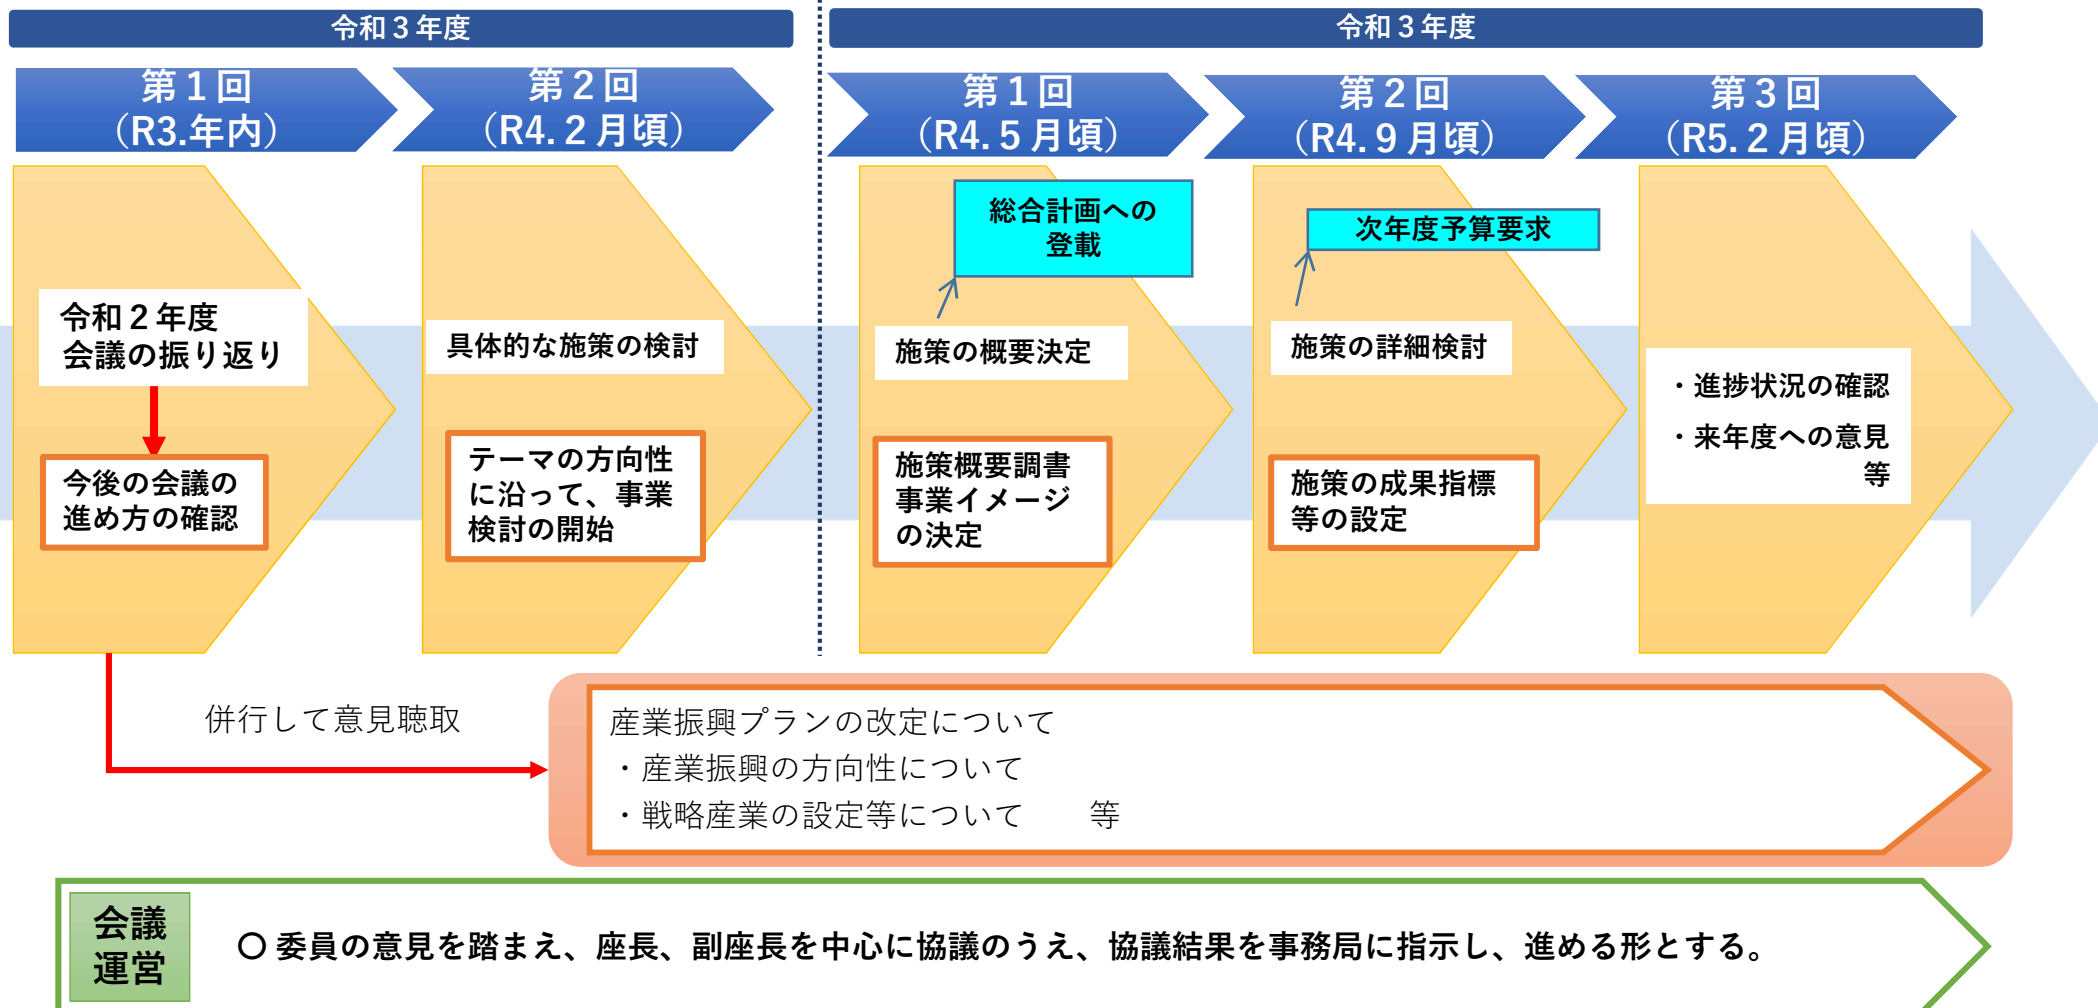 令和３年度
令和３年度
第１回
（R3.年内）
第２回
（R4.２月頃）
第１回
（R4.５月頃）
第２回
（R4.９月頃）
第３回
（R5.２月頃）
令和２年度
会議の振り返り
今後の会議の
進め方の確認
具体的な施策の検討
テーマの方向性
に沿って、事業
検討の開始
総合計画への
登載
施策の概要決定
施策概要調書
事業イメージ
の決定
次年度予算要求
施策の詳細検討
施策の成果指標
等の設定
・進捗状況の確認
・来年度への意見
等
併行して意見聴取
産業振興プランの改定について
・産業振興の方向性について
・戦略産業の設定等について　　等
会議
運営
〇委員の意見を踏まえ、座長、副座長を中心に協議のうえ、協議結果を事務局に指示し、進める形とする。